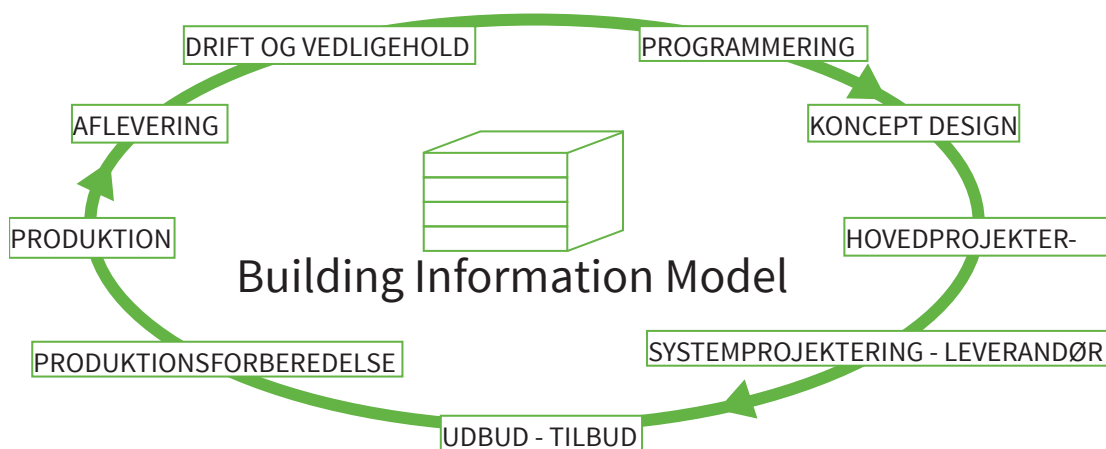 DRIFT OG VEDLIGEHOLD
PROGRAMMERING
AFLEVERING
KONCEPT DESIGN
PRODUKTION
HOVEDPROJEKTER-
Building Information Model
PRODUKTIONSFORBEREDELSE
SYSTEMPROJEKTERING - LEVERANDØR
UDBUD - TILBUD